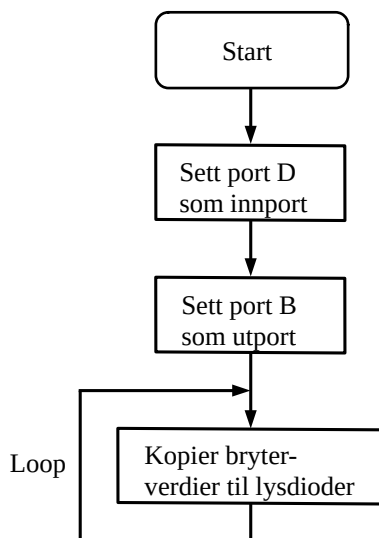 Start
Sett port D
som innport
Sett port B
som utport
Loop
Kopier bryter-
verdier til lysdioder